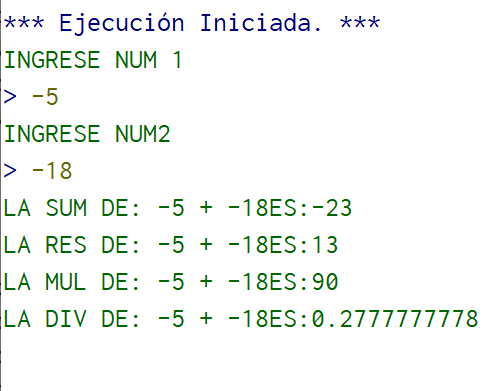 *** Ejecución Iniciada. ***
INGRESE NUM 1
> -5
INGRESE NUM2
> -18
LA SUM DE: -5 + -18ES:-23
LA RES DE: -5 + -18ES:13
LA MUL DE: -5 + -18ES:90
LA DIV DE: -5 + -18ES:0.2777777778